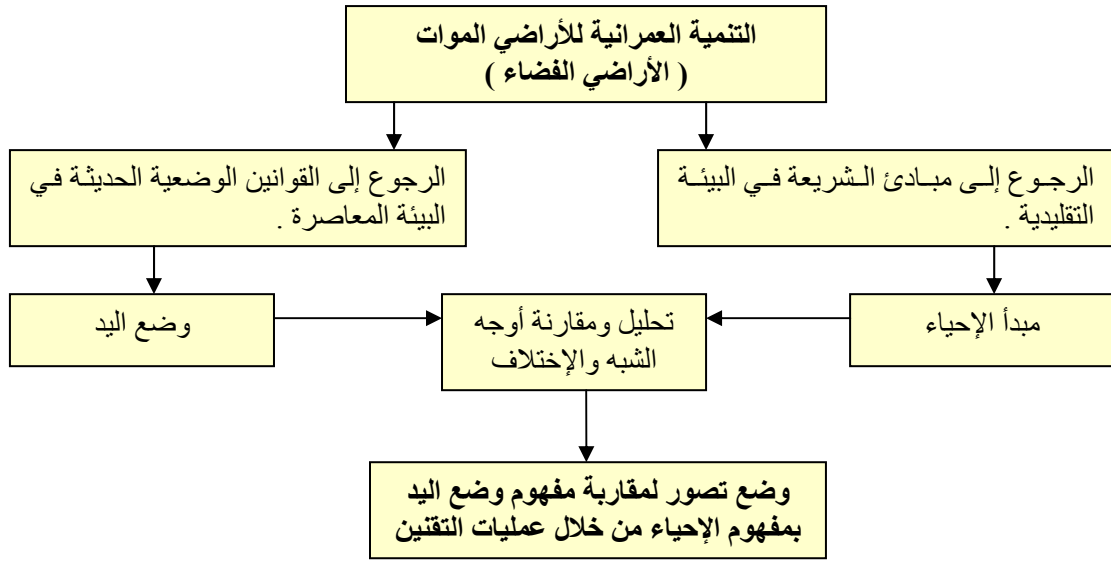 التنمية العمرانية للأراضي الموات
( الأراضي الفضاء )
الرجوع إلى مبادئ الشريعة في البيئة
التقليدية .
الرجوع إلى القوانين الوضعية الحديثة في
البيئة المعاصرة .
مبدأ الإحياء
تحليل ومقارنة أوجه
الشبه والإختلاف
وضع اليد
وضع تصور لمقاربة مفهوم وضع اليد
بمفهوم الإحياء من خلال عمليات التقنين